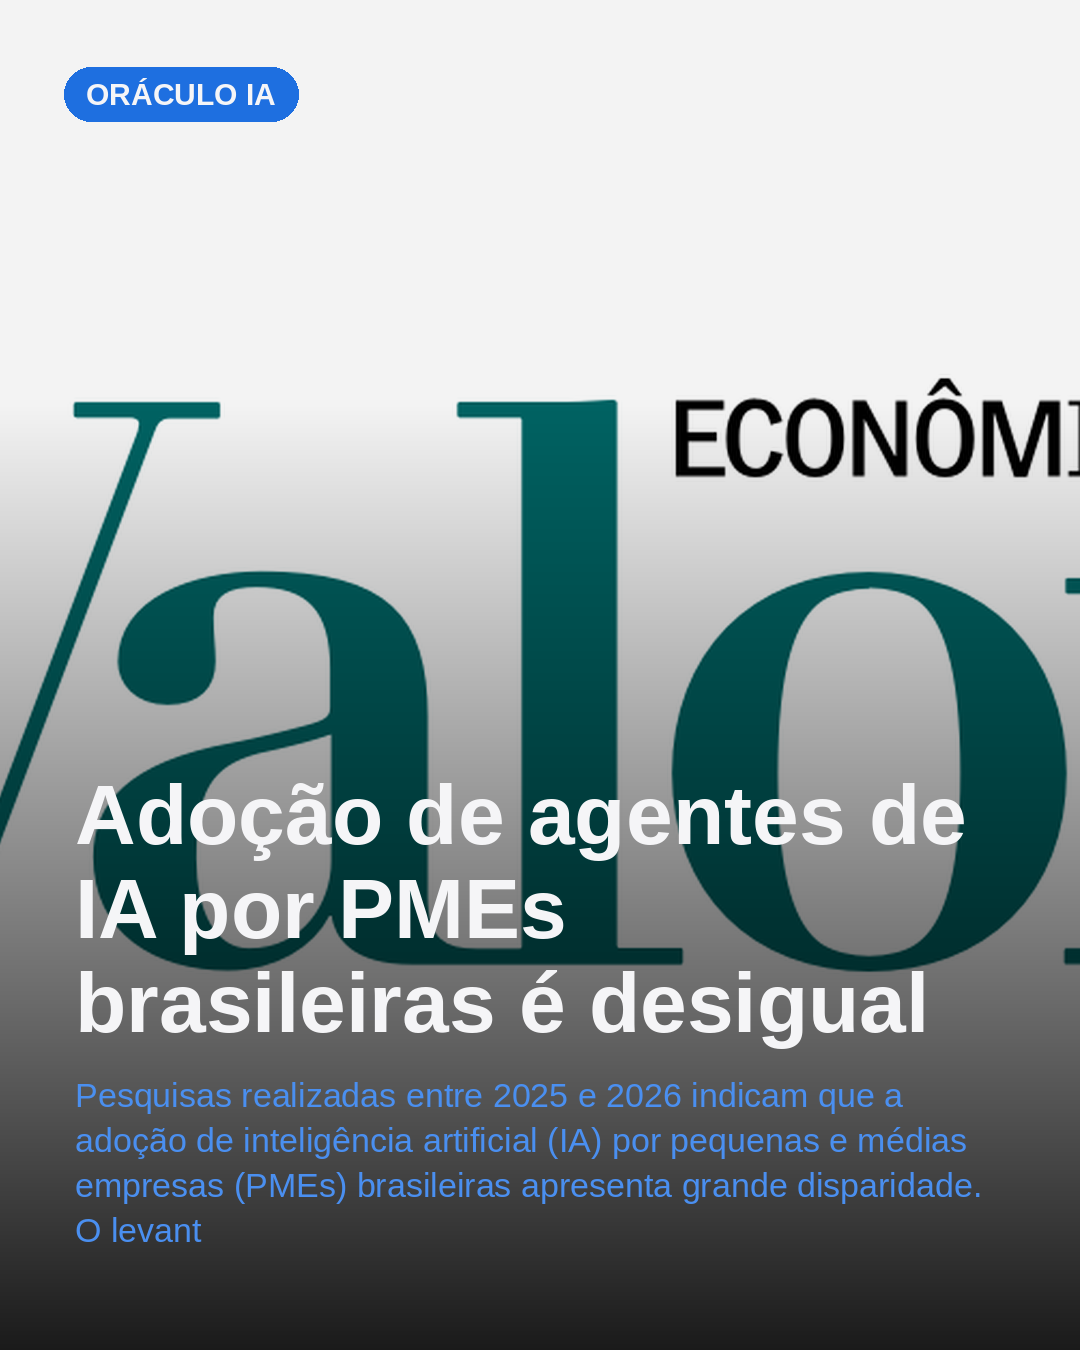 ORÁCULO IA
ECONÔMI
Valor
Adoção de agentes de
IA por PMEs
brasileiras é desigual
Pesquisas realizadas entre 2025 e 2026 indicam que a
adoção de inteligência artificial (IA) por pequenas e médias
empresas (PMEs) brasileiras apresenta grande disparidade.
O levant